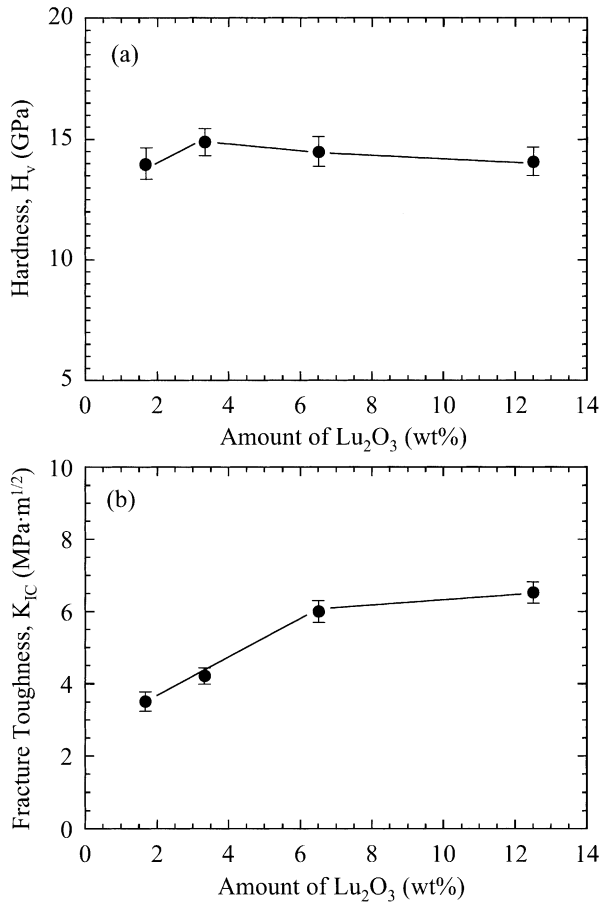 20
(a)
15
Hardness, Hᵥ (GPa)
10
5
0 2 4 6 8 10 12 14
Amount of Lu₂O₃ (wt%)
10
(b)
8
Fracture Toughness, K_IC (MPa·m^1/2)
6
4
2
0
0 2 4 6 8 10 12 14
Amount of Lu₂O₃ (wt%)